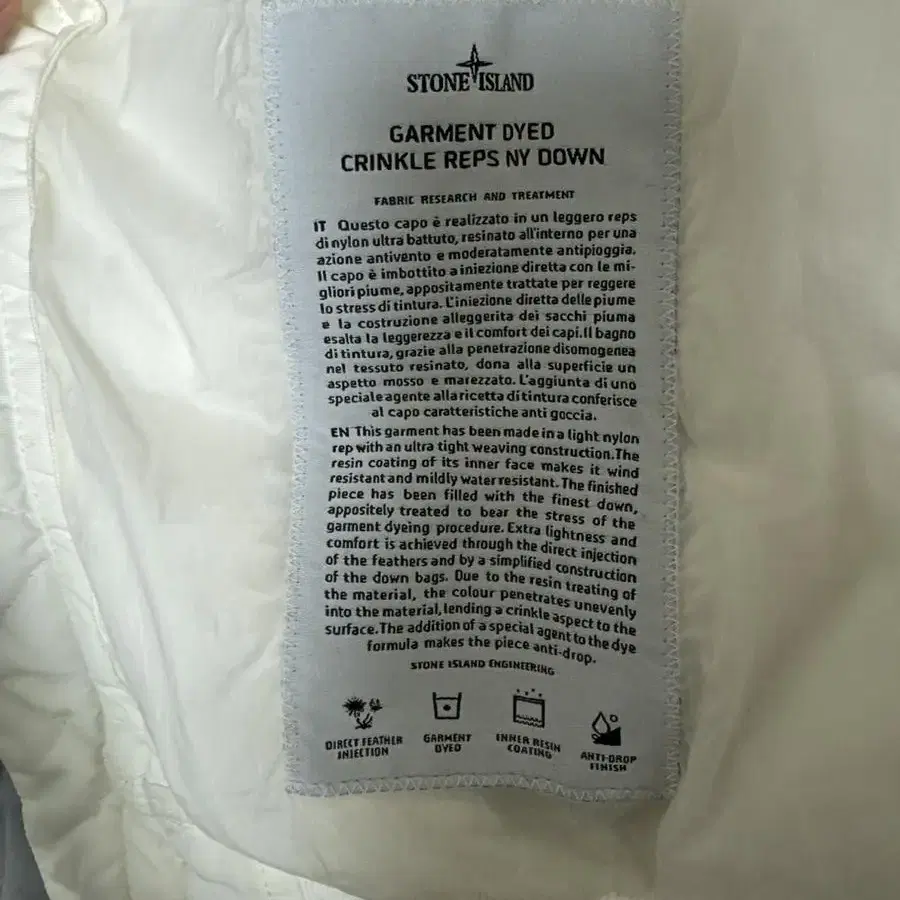 STONE ISLAND
GARMENT DYED
CRINKLE REPS NY DOWN
FABRIC RESEARCH AND TREATMENT
IT Questo capo è realizzato in un leggero reps
di nylon ultra battuto, resinato all'interno per una
azione antivento e moderatamente antipioggia.
Il capo è imbottito a iniezione diretta con le mi-
gliori piume, appositamente trattate per reggere
lo stress di tintura. L'iniezione diretta delle piume
e la costruzione alleggerita dei sacchi piuma
esalta la leggerezza e il comfort dei capi.Il bagno
di tintura, grazie alla penetrazione disomogenea
nel tessuto resinato, dona alla superficie un
aspetto mosso e marezzato. L'aggiunta di uno
speciale agente alla ricetta di tintura conferisce
al capo caratteristiche anti goccia.
EN This garment has been made in a light nylon
rep with an ultra tight weaving construction.The
resin coating of its inner face makes it wind
resistant and mildly water resistant. The finished
piece has been filled with the finest down,
appositely treated to bear the stress of the
garment dyeing procedure. Extra lightness and
comfort is achieved through the direct injection
of the feathers and by a simplified construction
of the down bags. Due to the resin treating of
the material, the colour penetrates unevenly
into the material, lending a crinkle aspect to the
surface.The addition of a special agent to the dye
formula makes the piece anti-drop.
STONE ISLAND ENGINEERING
DIRECT FEATHER
INJECTION
GARMENT
DYED
INNER RESIN
COATING
ANTI-DROP
FINISH